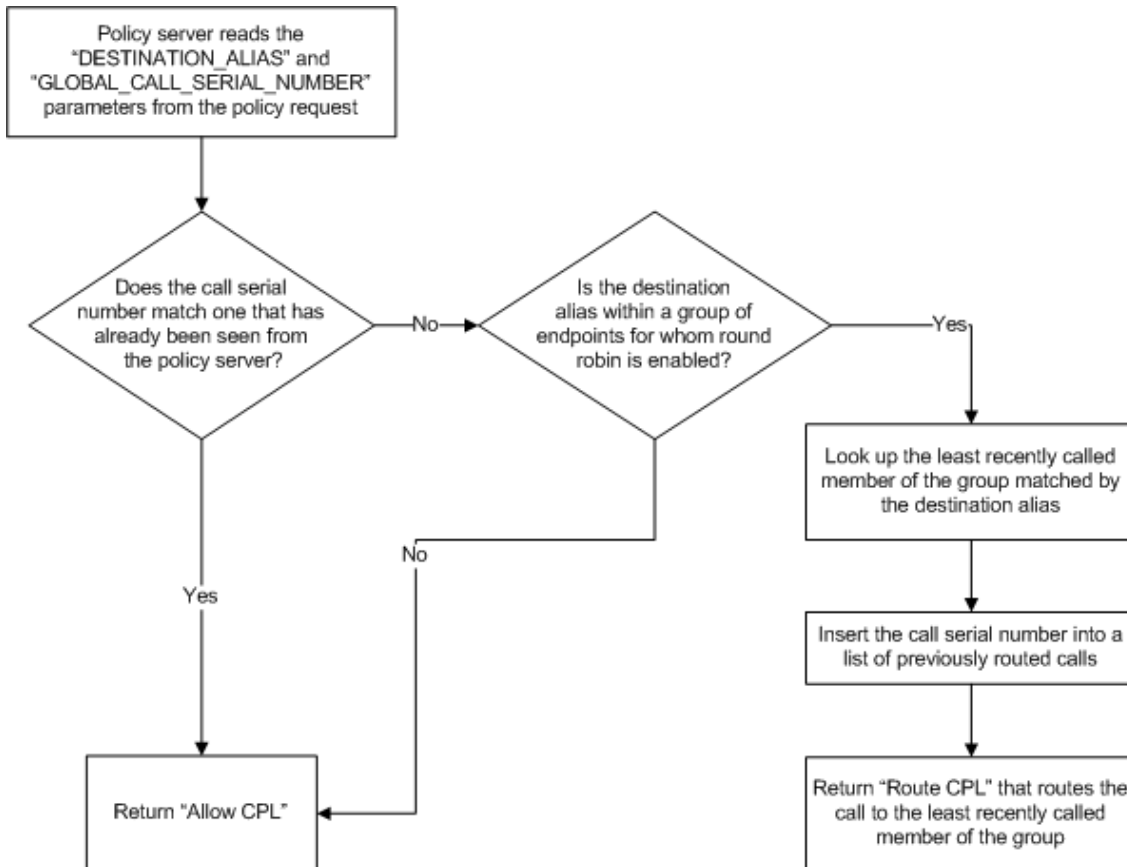 Policy server reads the
“DESTINATION_ALIAS” and
“GLOBAL_CALL_SERIAL_NUMBER”
parameters from the policy request
Does the call serial
number match one that has
already been seen from
the policy server?
No
Is the destination
alias within a group of
endpoints for whom round
robin is enabled?
Yes
Look up the least recently called
member of the group matched by
the destination alias
No
Yes
Insert the call serial number into a
list of previously routed calls
Return “Allow CPL”
Return “Route CPL” that routes the
call to the least recently called
member of the group